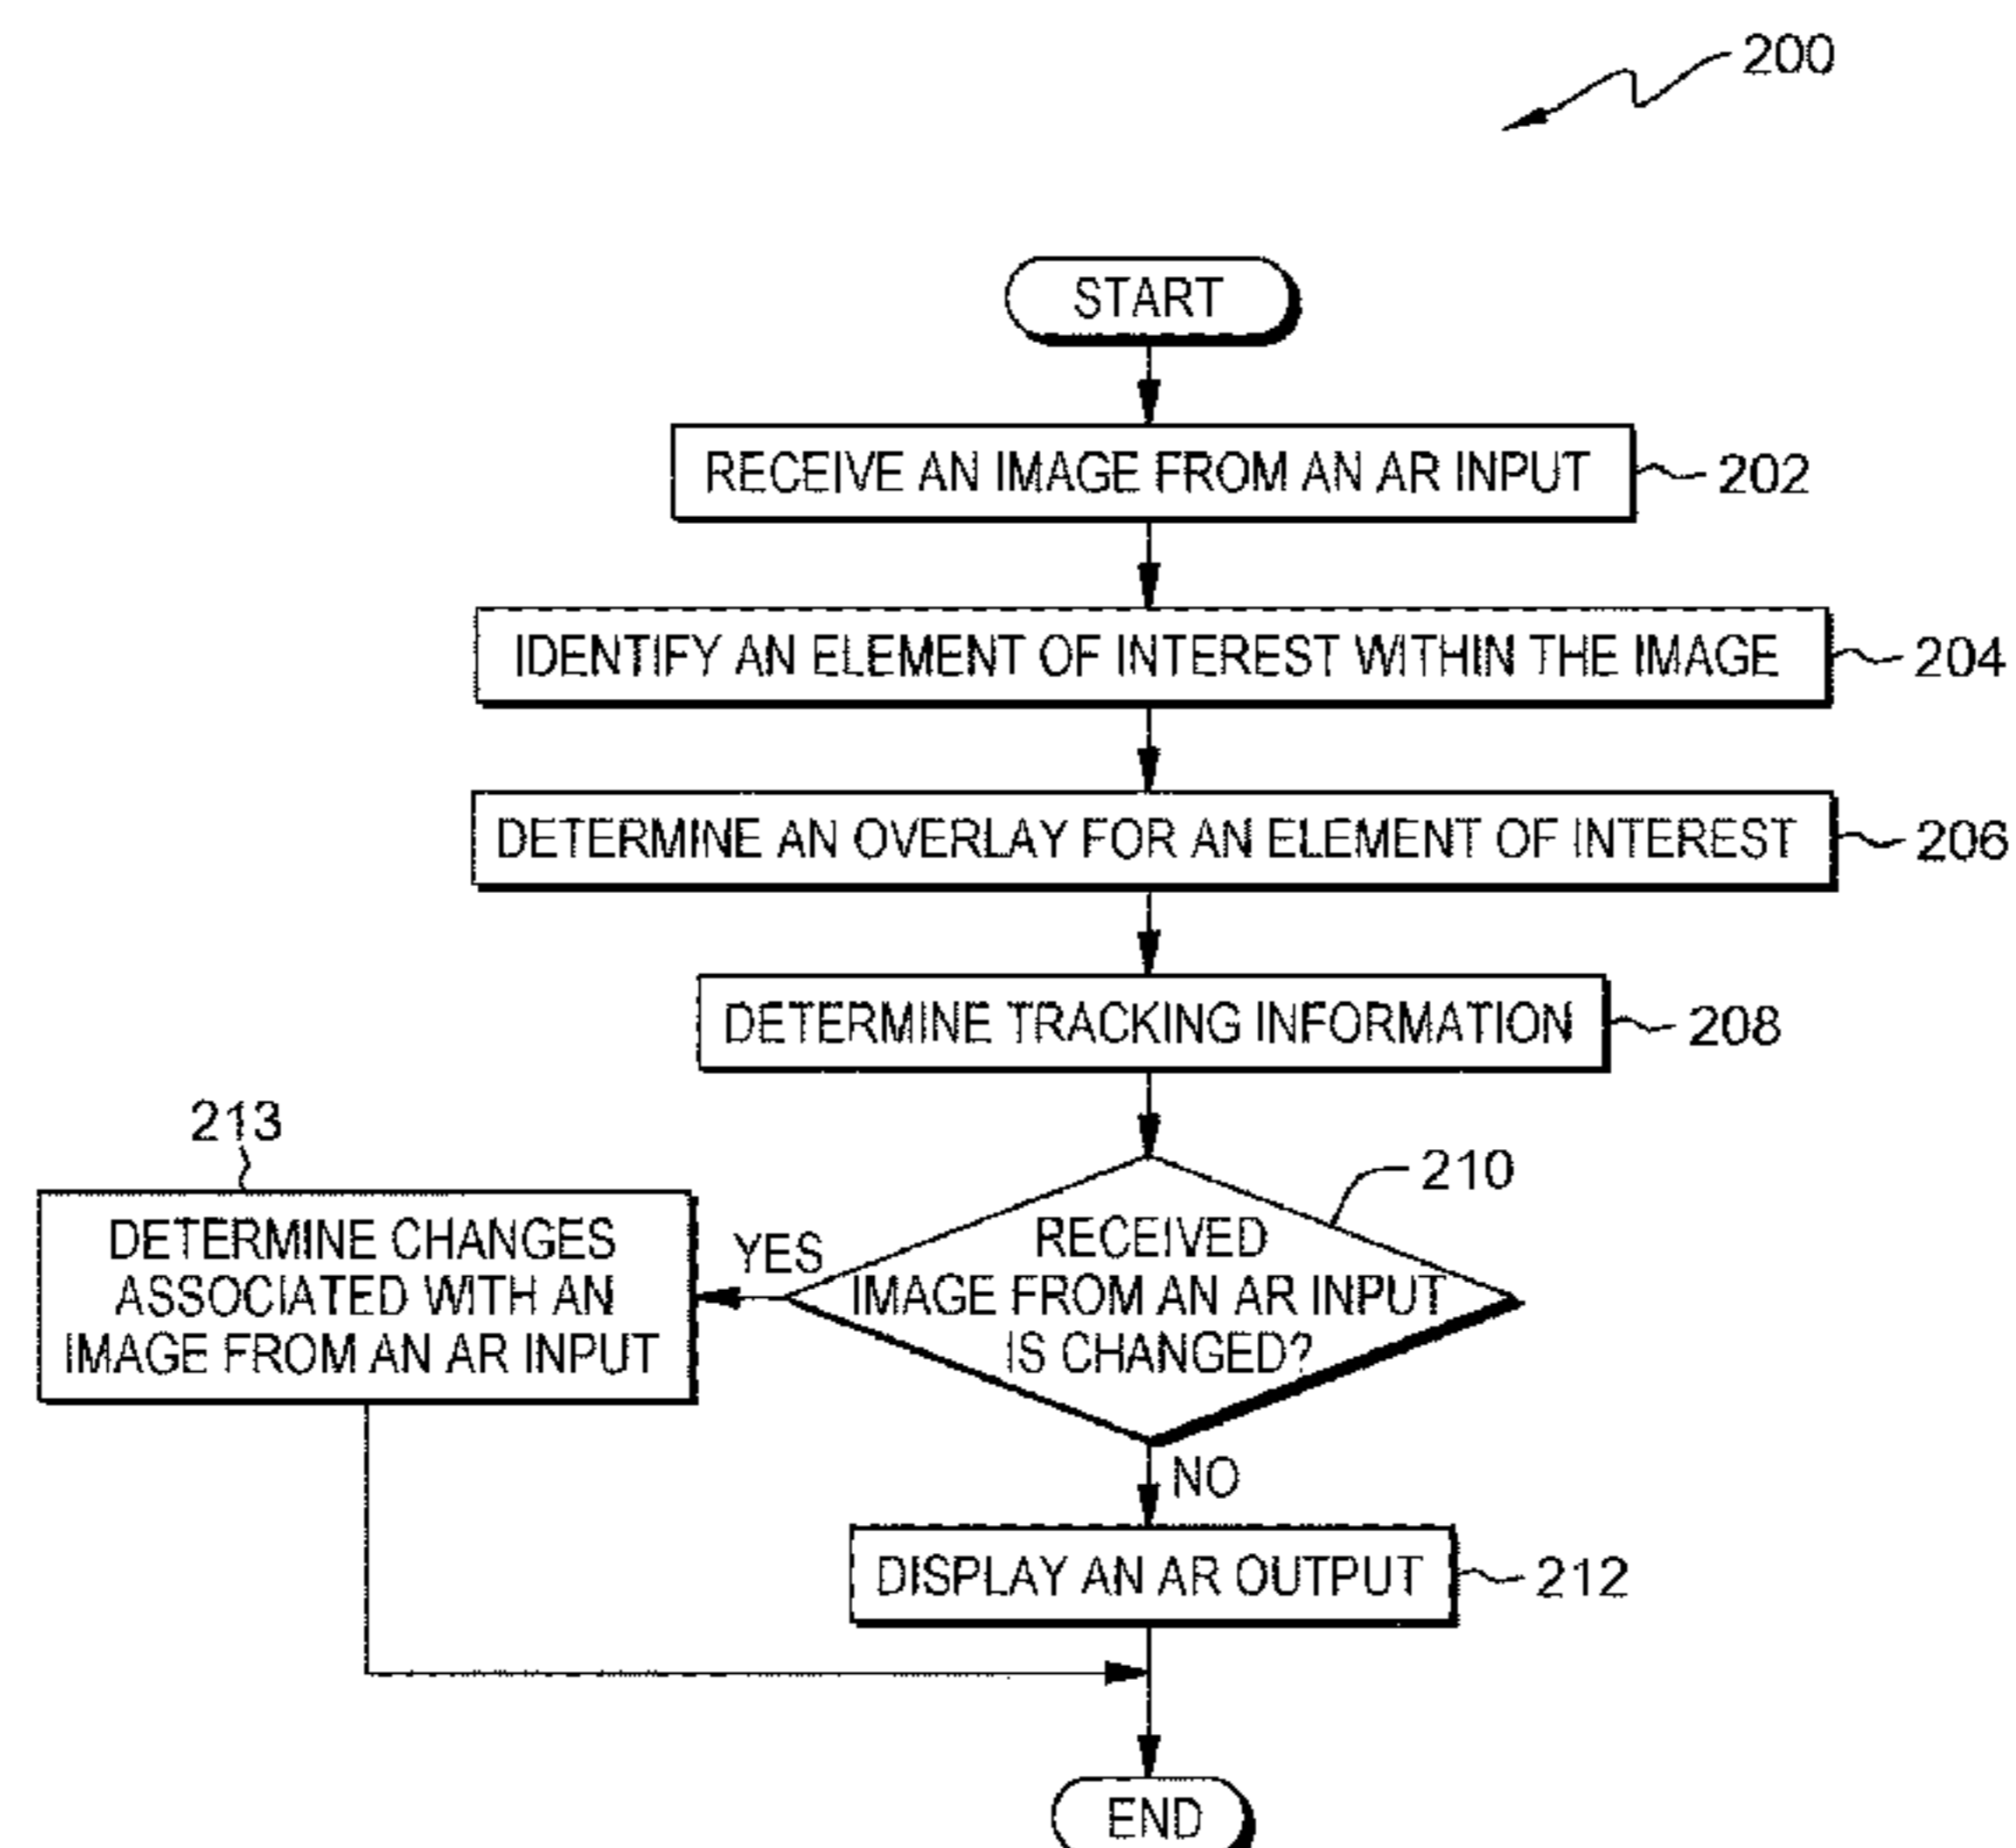 200
START
RECEIVE AN IMAGE FROM AN AR INPUT
202
IDENTIFY AN ELEMENT OF INTEREST WITHIN THE IMAGE
204
DETERMINE AN OVERLAY FOR AN ELEMENT OF INTEREST
206
DETERMINE TRACKING INFORMATION
208
210
RECEIVED
IMAGE FROM AN AR INPUT
IS CHANGED?
YES
213
DETERMINE CHANGES
ASSOCIATED WITH AN
IMAGE FROM AN AR INPUT
NO
DISPLAY AN AR OUTPUT
212
END